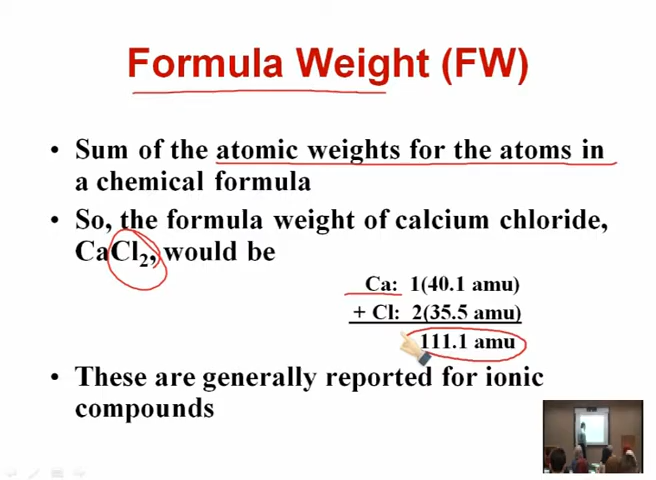 Formula Weight (FW)
• Sum of the atomic weights for the atoms in
a chemical formula
• So, the formula weight of calcium chloride,
CaCl₂, would be
Ca: 1(40.1 amu)
+ Cl: 2(35.5 amu)
111.1 amu
• These are generally reported for ionic
compounds